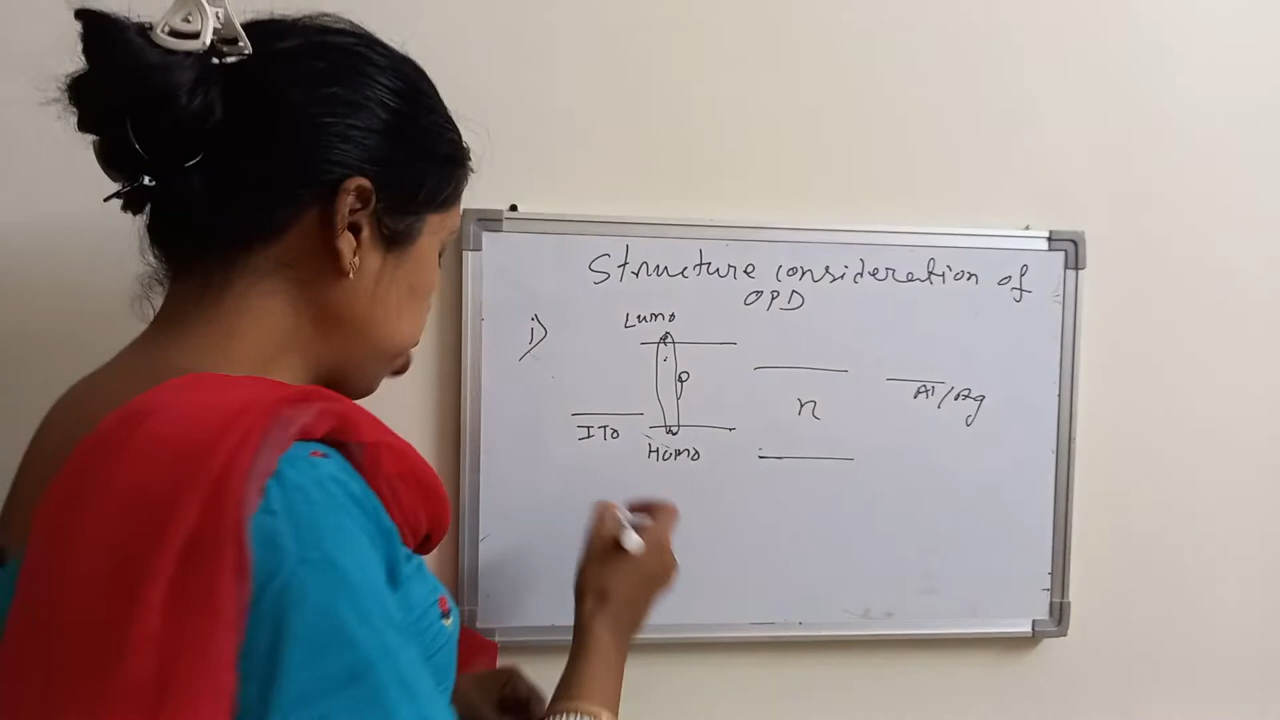 Structure consideration of
OPD
i)
Lumo
P
n
Al/Ag
ITO
Homo